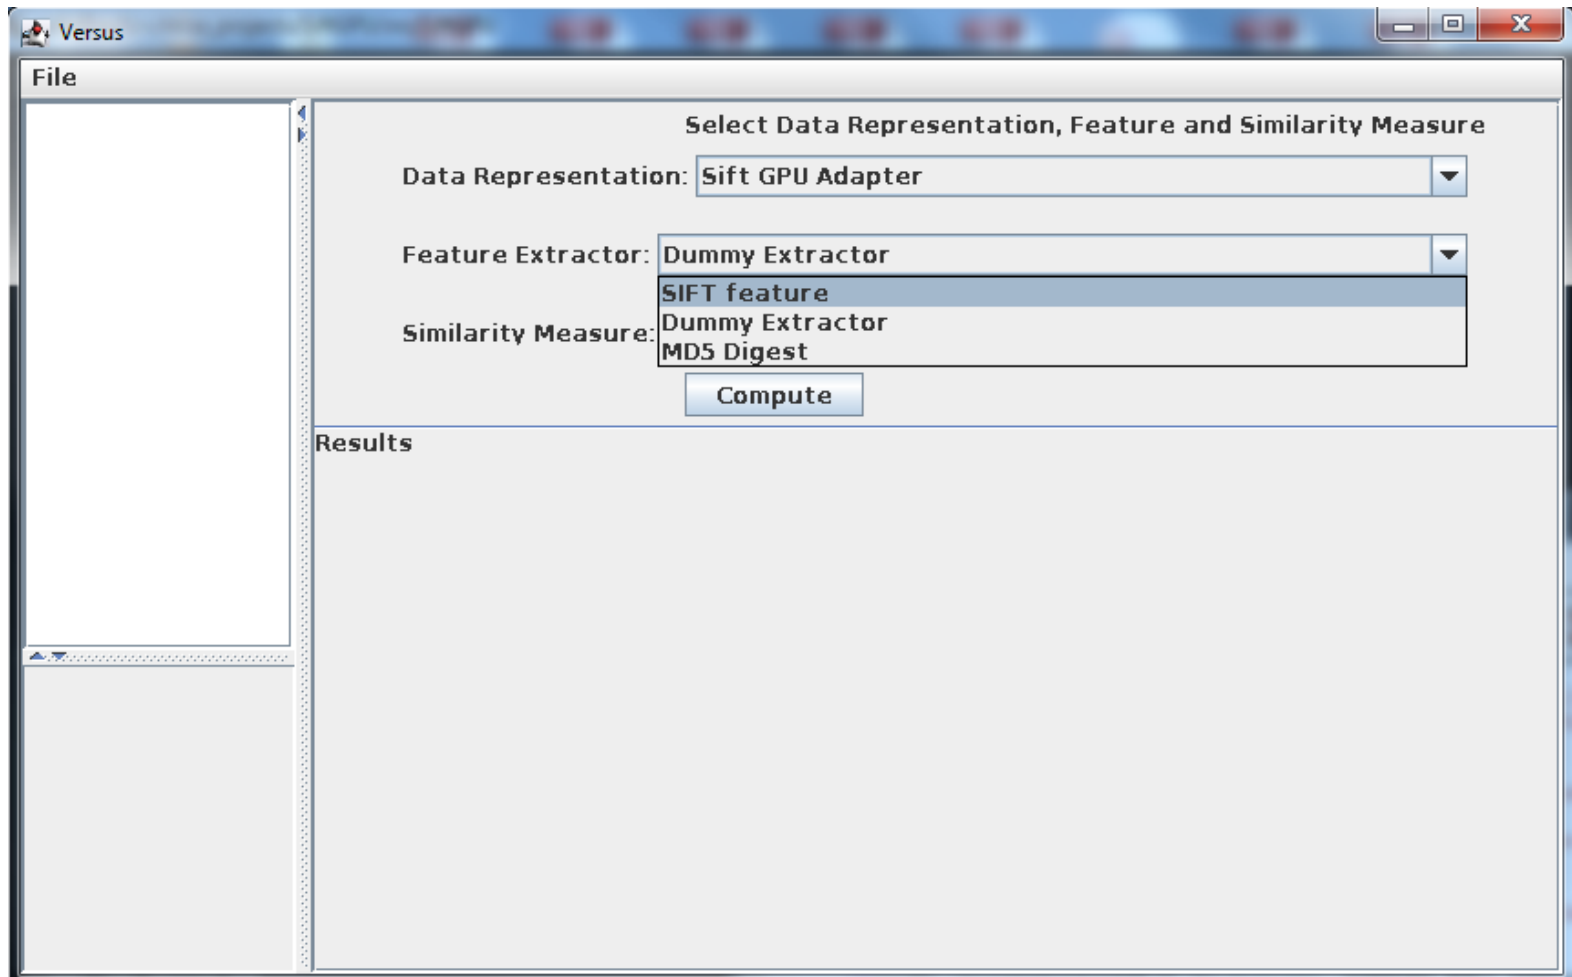 Versus
File
Select Data Representation, Feature and Similarity Measure
Data Representation: Sift GPU Adapter
Feature Extractor: Dummy Extractor
SIFT feature
Dummy Extractor
MD5 Digest
Similarity Measure:
Compute
Results